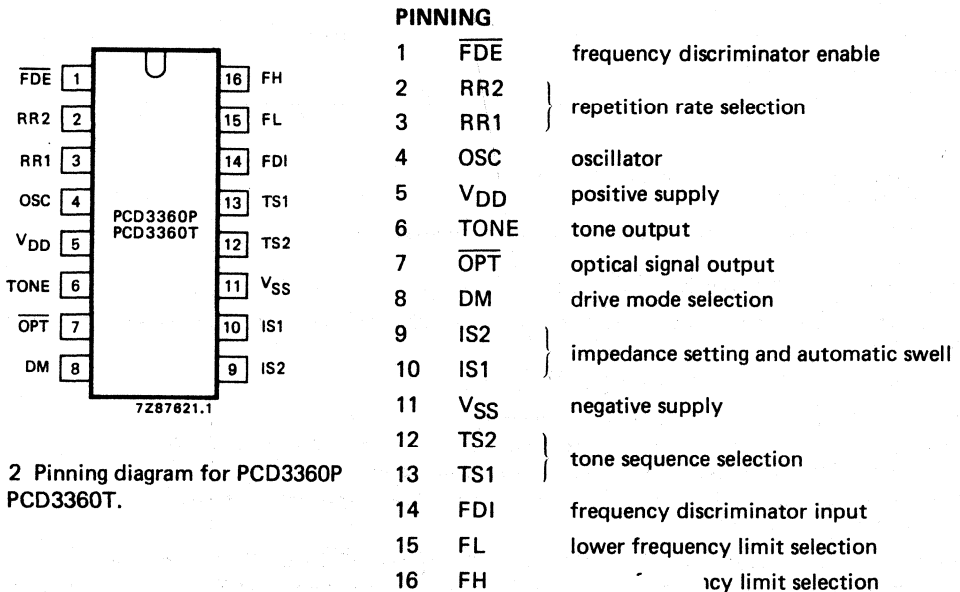 PINNING
1 FDE frequency discriminator enable
2 RR2
repetition rate selection
3 RR1
4 OSC oscillator
5 VDD positive supply
6 TONE tone output
7 OPT optical signal output
8 DM drive mode selection
9 IS2
impedance setting and automatic swell
10 IS1
11 VSS negative supply
12 TS2
tone sequence selection
13 TS1
14 FDI frequency discriminator input
15 FL lower frequency limit selection
16 FH limit selection
FDE 1 16 FH
RR2 2 15 FL
RR1 3 14 FDI
OSC 4 13 TS1
PCD3360P
PCD3360T
VDD 5 12 TS2
TONE 6 11 VSS
OPT 7 10 IS1
DM 8 9 IS2
7Z87621.1
2 Pinning diagram for PCD3360P
PCD3360T.